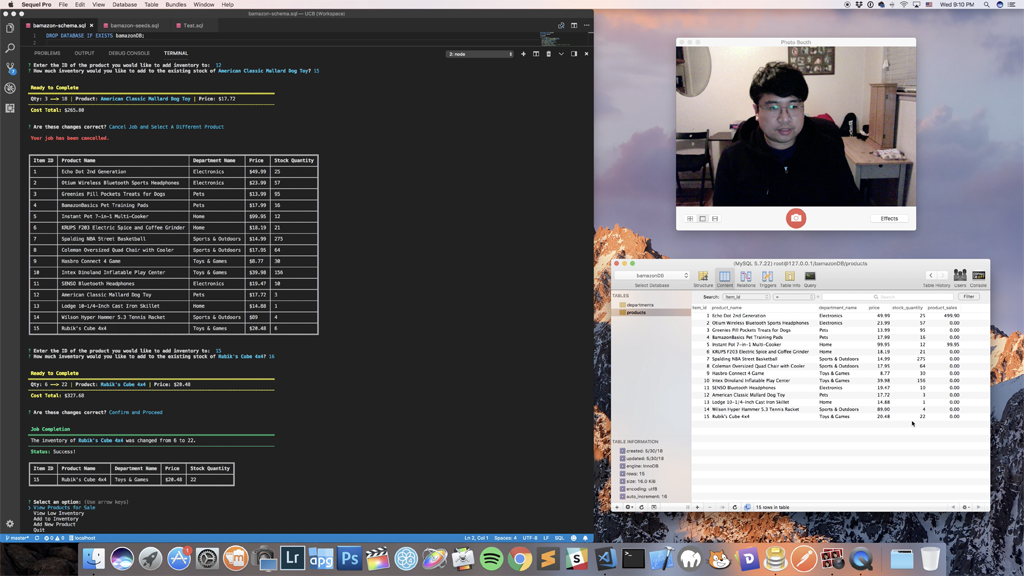 Sequel Pro File Edit View Database Table Bundles Window Help
Wed 9:10 PM
bamazon-schema.sql — UCB (Workspace)
bamazon-schema.sql bamazon-seeds.sql Test.sql
1 DROP DATABASE IF EXISTS bamazonDB;
2
PROBLEMS OUTPUT DEBUG CONSOLE TERMINAL
2: node
? Enter the ID of the product you would like to add inventory to: 12
? How much inventory would you like to add to the existing stock of American Classic Mallard Dog Toy? 15
Ready to Complete
Qty: 3 ——> 18 | Product: American Classic Mallard Dog Toy | Price: $17.72
Cost Total: $265.80
? Are these changes correct? Cancel Job and Select A Different Product
Your job has been cancelled.
Item ID Product Name Department Name Price Stock Quantity
1 Echo Dot 2nd Generation Electronics $49.99 25
2 Otium Wireless Bluetooth Sports Headphones Electronics $23.99 57
3 Greenies Pill Pockets Treats for Dogs Pets $13.99 95
4 BamazonBasics Pet Training Pads Pets $17.99 16
5 Instant Pot 7-in-1 Multi-Cooker Home $99.95 12
6 KRUPS F203 Electric Spice and Coffee Grinder Home $18.19 21
7 Spalding NBA Street Basketball Sports & Outdoors $14.99 275
8 Coleman Oversized Quad Chair with Cooler Sports & Outdoors $17.95 64
9 Hasbro Connect 4 Game Toys & Games $8.77 30
10 Intex Dinoland Inflatable Play Center Toys & Games $39.98 156
11 SENSO Bluetooth Headphones Electronics $19.47 10
12 American Classic Mallard Dog Toy Pets $17.72 3
13 Lodge 10-1/4-Inch Cast Iron Skillet Home $14.88 1
14 Wilson Hyper Hammer 5.3 Tennis Racket Sports & Outdoors $89 4
15 Rubik's Cube 4x4 Toys & Games $20.48 6
? Enter the ID of the product you would like to add inventory to: 15
? How much inventory would you like to add to the existing stock of Rubik's Cube 4x4? 16
Ready to Complete
Qty: 6 ——> 22 | Product: Rubik's Cube 4x4 | Price: $20.48
Cost Total: $327.68
? Are these changes correct? Confirm and Proceed
Job Completion
The inventory of Rubik's Cube 4x4 was changed from 6 to 22.
Status: Success!
Item ID Product Name Department Name Price Stock Quantity
15 Rubik's Cube 4x4 Toys & Games $20.48 22
? Select an option: (Use arrow keys)
❯ View Products for Sale
View Low Inventory
Add to Inventory
Add New Product
Quit
master* 0 0 localhost Ln 2, Col 1 Spaces: 4 UTF-8 LF SQL
Photo Booth
Effects
(MySQL 5.7.22) root@127.0.0.1/bamazonDB/products
bamazonDB
Select Database Structure Content Relations Triggers Table Info Query Table History Users Console
TABLES
departments
products
Search: item_id = Search Filter
item_id product_name department_name price stock_quantity product_sales
1 Echo Dot 2nd Generation Electronics 49.99 25 499.90
2 Otium Wireless Bluetooth Sports Headphones Electronics 23.99 57 0.00
3 Greenies Pill Pockets Treats for Dogs Pets 13.99 95 0.00
4 BamazonBasics Pet Training Pads Pets 17.99 16 0.00
5 Instant Pot 7-in-1 Multi-Cooker Home 99.95 12 99.95
6 KRUPS F203 Electric Spice and Coffee Grinder Home 18.19 21 0.00
7 Spalding NBA Street Basketball Sports & Outdoors 14.99 275 0.00
8 Coleman Oversized Quad Chair with Cooler Sports & Outdoors 17.95 64 0.00
9 Hasbro Connect 4 Game Toys & Games 8.77 30 0.00
10 Intex Dinoland Inflatable Play Center Toys & Games 39.98 156 0.00
11 SENSO Bluetooth Headphones Electronics 19.47 10 0.00
12 American Classic Mallard Dog Toy Pets 17.72 3 0.00
13 Lodge 10-1/4-Inch Cast Iron Skillet Home 14.88 1 0.00
14 Wilson Hyper Hammer 5.3 Tennis Racket Sports & Outdoors 89.00 4 0.00
15 Rubik's Cube 4x4 Toys & Games 20.48 22 0.00
TABLE INFORMATION
created: 5/30/18
updated: 5/30/18
engine: InnoDB
rows: 15
size: 16.0 KiB
encoding: utf8
auto_increment: 16
15 rows in table
Lr apg Ps S S D